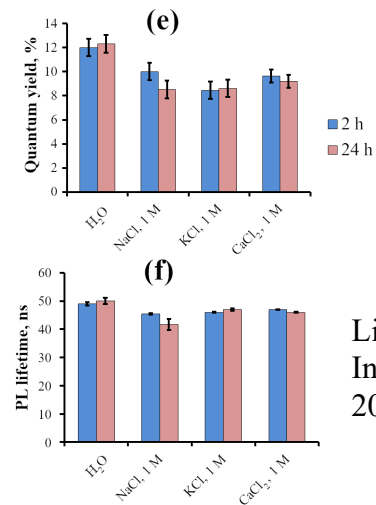 (e)
Quantum yield, %
14
12
10
8
6
4
2
0
H₂O
NaCl, 1 M
KCl, 1 M
CaCl₂, 1 M
2 h
24 h
(f)
PL lifetime, ns
60
50
40
30
20
10
0
H₂O
NaCl, 1 M
KCl, 1 M
CaCl₂, 1 M
Li
In
20